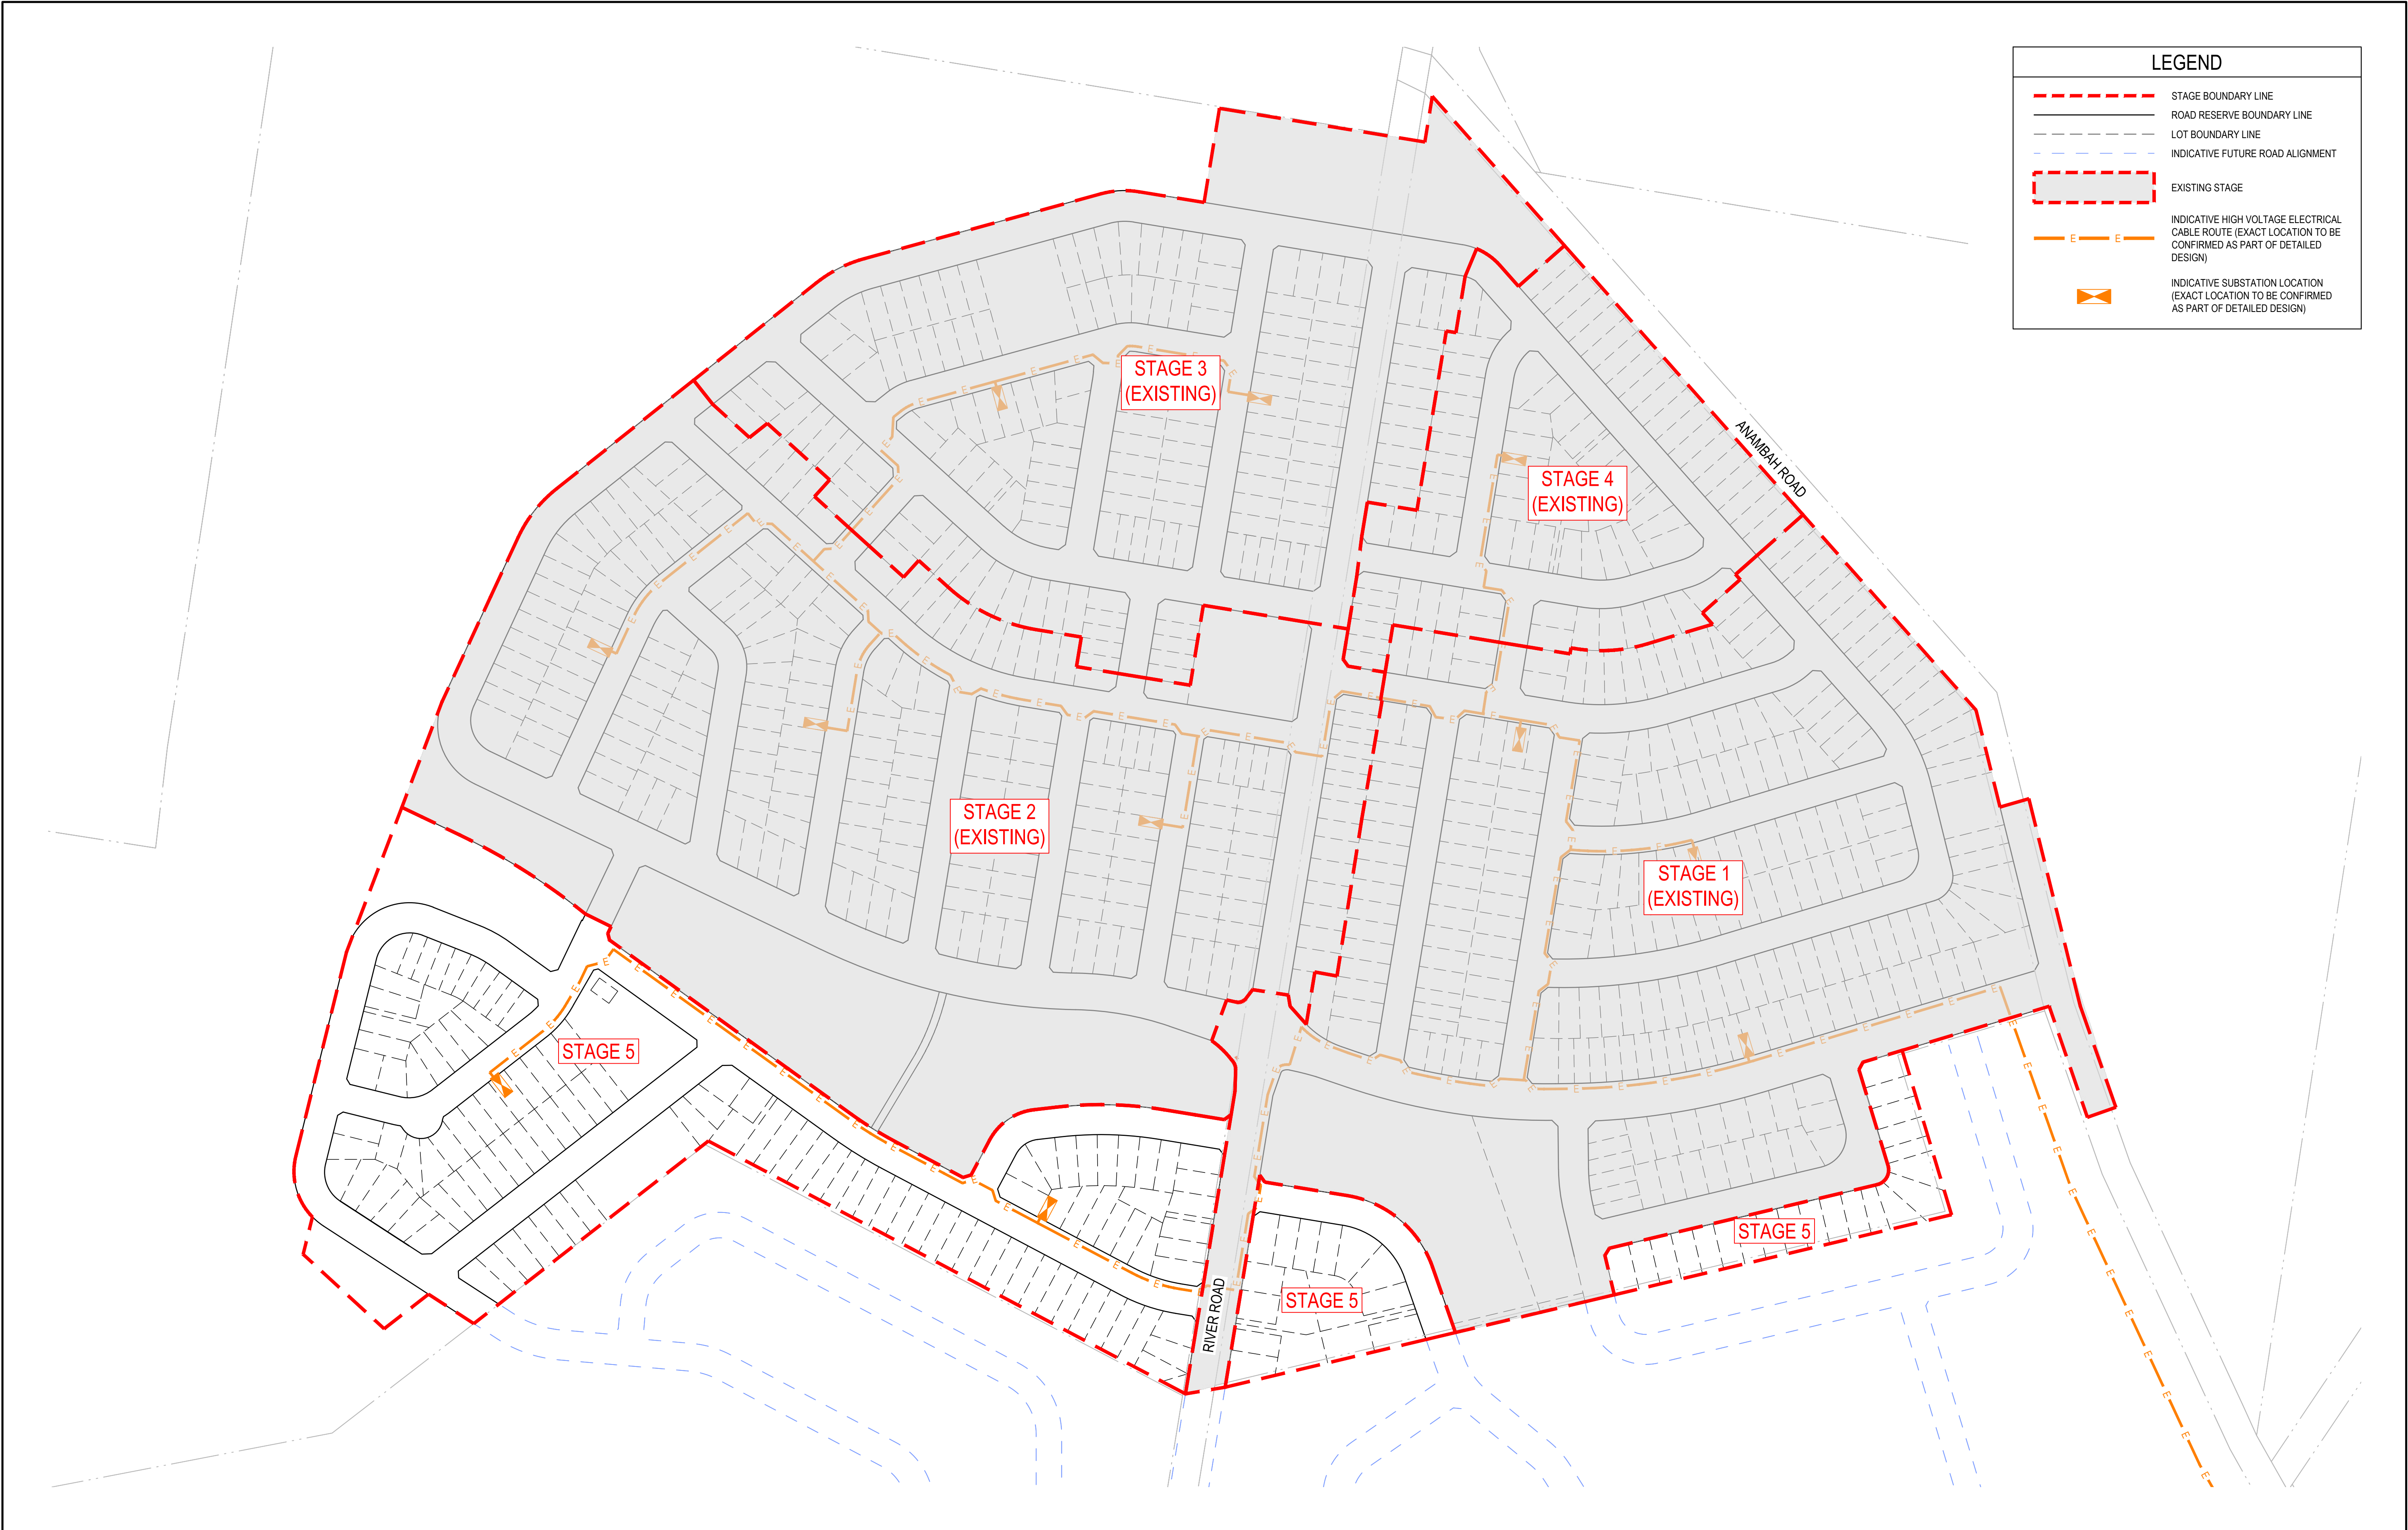 LEGEND
STAGE BOUNDARY LINE
ROAD RESERVE BOUNDARY LINE
LOT BOUNDARY LINE
INDICATIVE FUTURE ROAD ALIGNMENT
EXISTING STAGE
INDICATIVE HIGH VOLTAGE ELECTRICAL
CABLE ROUTE (EXACT LOCATION TO BE
CONFIRMED AS PART OF DETAILED
DESIGN)
E E
INDICATIVE SUBSTATION LOCATION
(EXACT LOCATION TO BE CONFIRMED
AS PART OF DETAILED DESIGN)
STAGE 3
(EXISTING)
STAGE 4
(EXISTING)
ANAMBAH ROAD
STAGE 2
(EXISTING)
STAGE 1
(EXISTING)
STAGE 5
STAGE 5
STAGE 5
RIVER ROAD